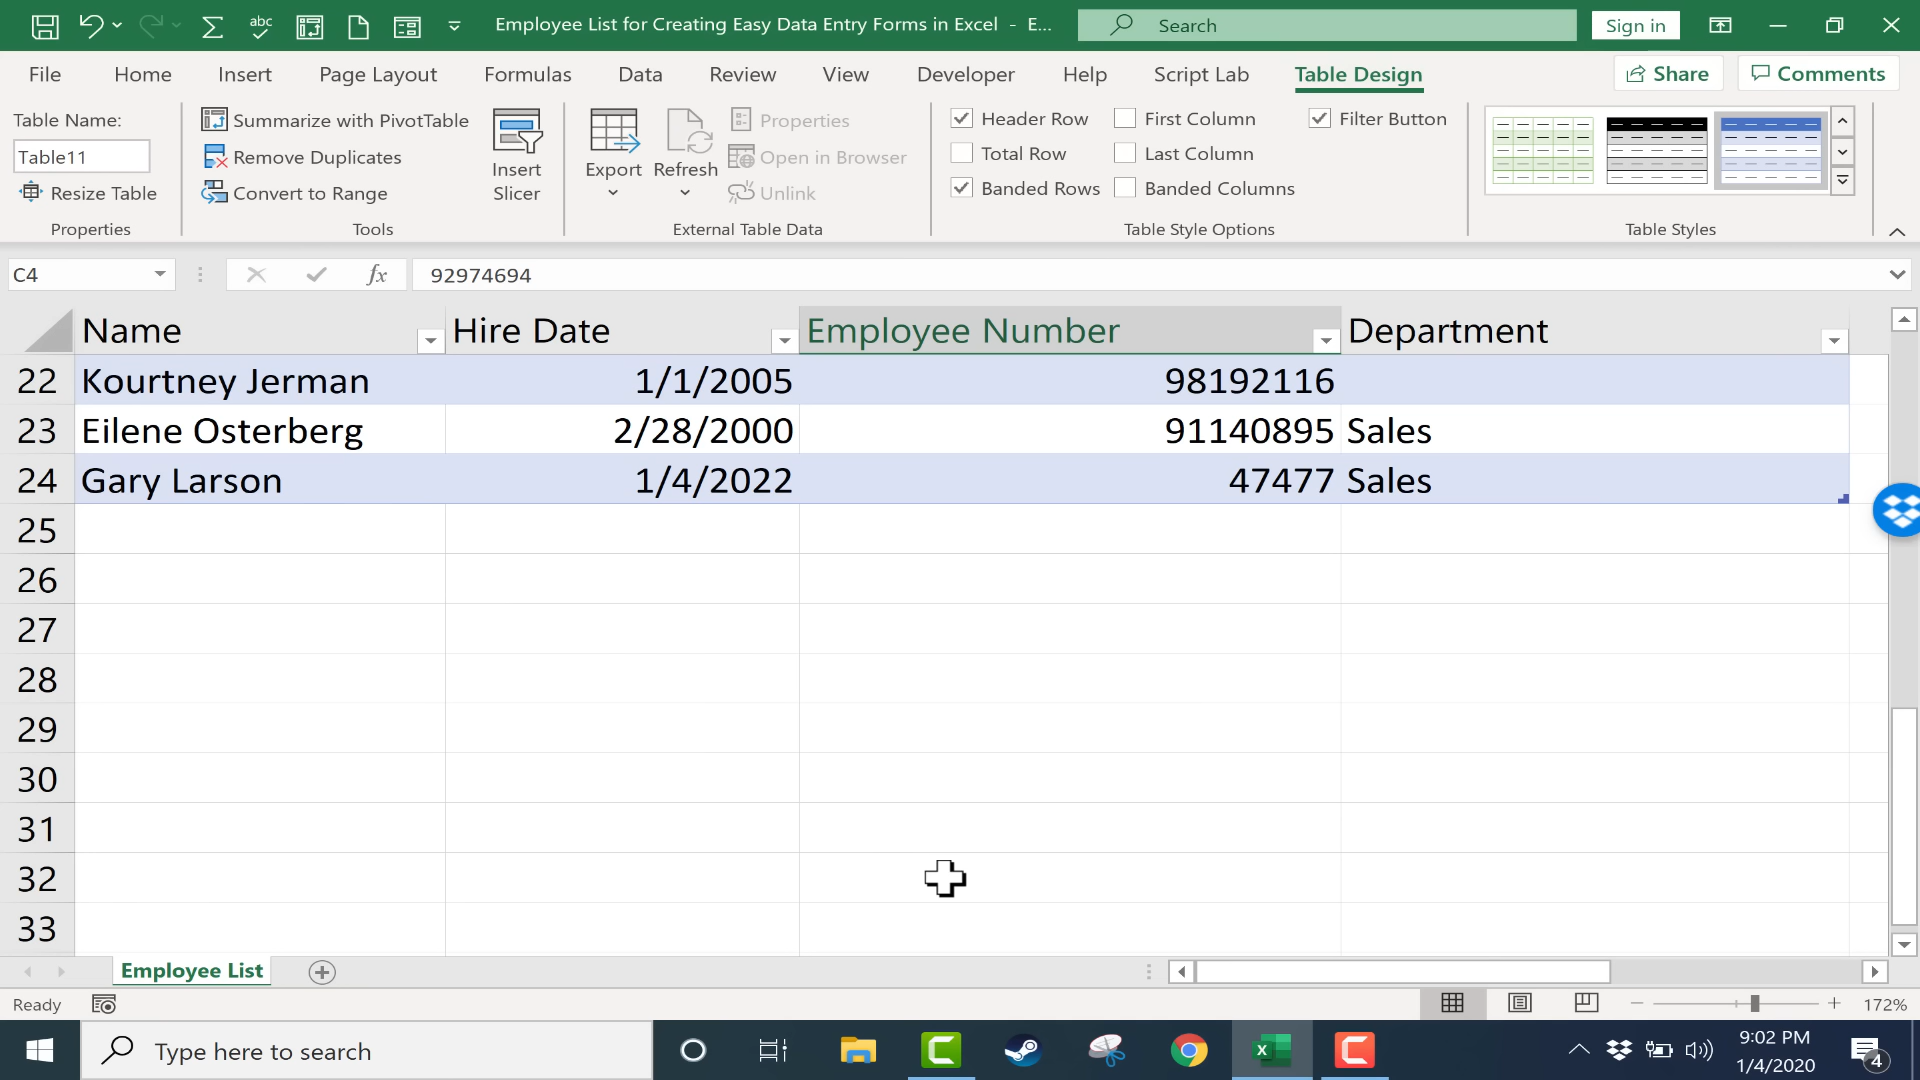 Employee List for Creating Easy Data Entry Forms in Excel - E...
Search
Sign in
File Home Insert Page Layout Formulas Data Review View Developer Help Script Lab Table Design Share Comments
Table Name:
Table11
Resize Table
Properties
Summarize with PivotTable
Remove Duplicates
Convert to Range
Tools
Insert
Slicer
Export
Refresh
Properties
Open in Browser
Unlink
External Table Data
Header Row
Total Row
Banded Rows
First Column
Last Column
Banded Columns
Filter Button
Table Style Options
Table Styles
C4
fx
92974694
Name Hire Date Employee Number Department
22 Kourtney Jerman 1/1/2005 98192116
23 Eilene Osterberg 2/28/2000 91140895 Sales
24 Gary Larson 1/4/2022 47477 Sales
25
26
27
28
29
30
31
32
33
Employee List
Ready
172%
Type here to search
9:02 PM
1/4/2020
4